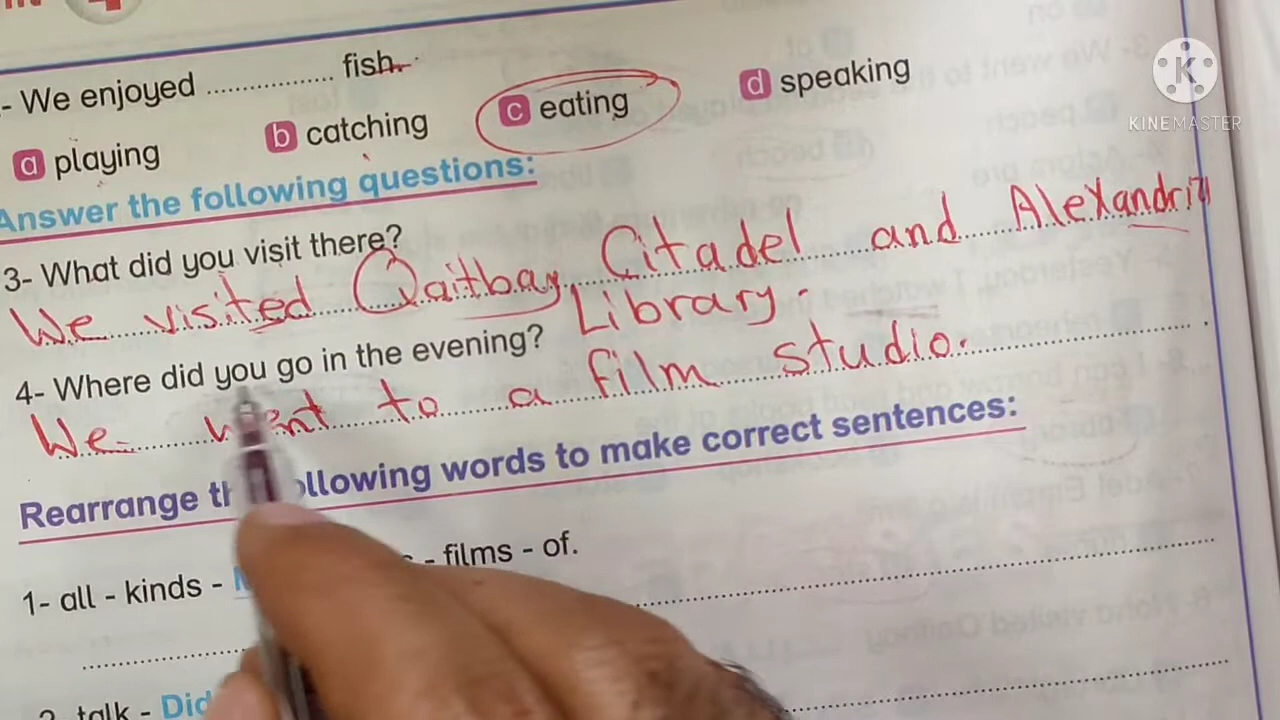 - We enjoyed ............... fish.
a playing b catching c eating d speaking
Answer the following questions:
3- What did you visit there?
We visited Qaitbay Citadel and Alexandria
Library.
4- Where did you go in the evening?
We went to a film studio.
Rearrange the following words to make correct sentences:
1- all - kinds - - films - of.
2- talk - Did
K
KINEMASTER